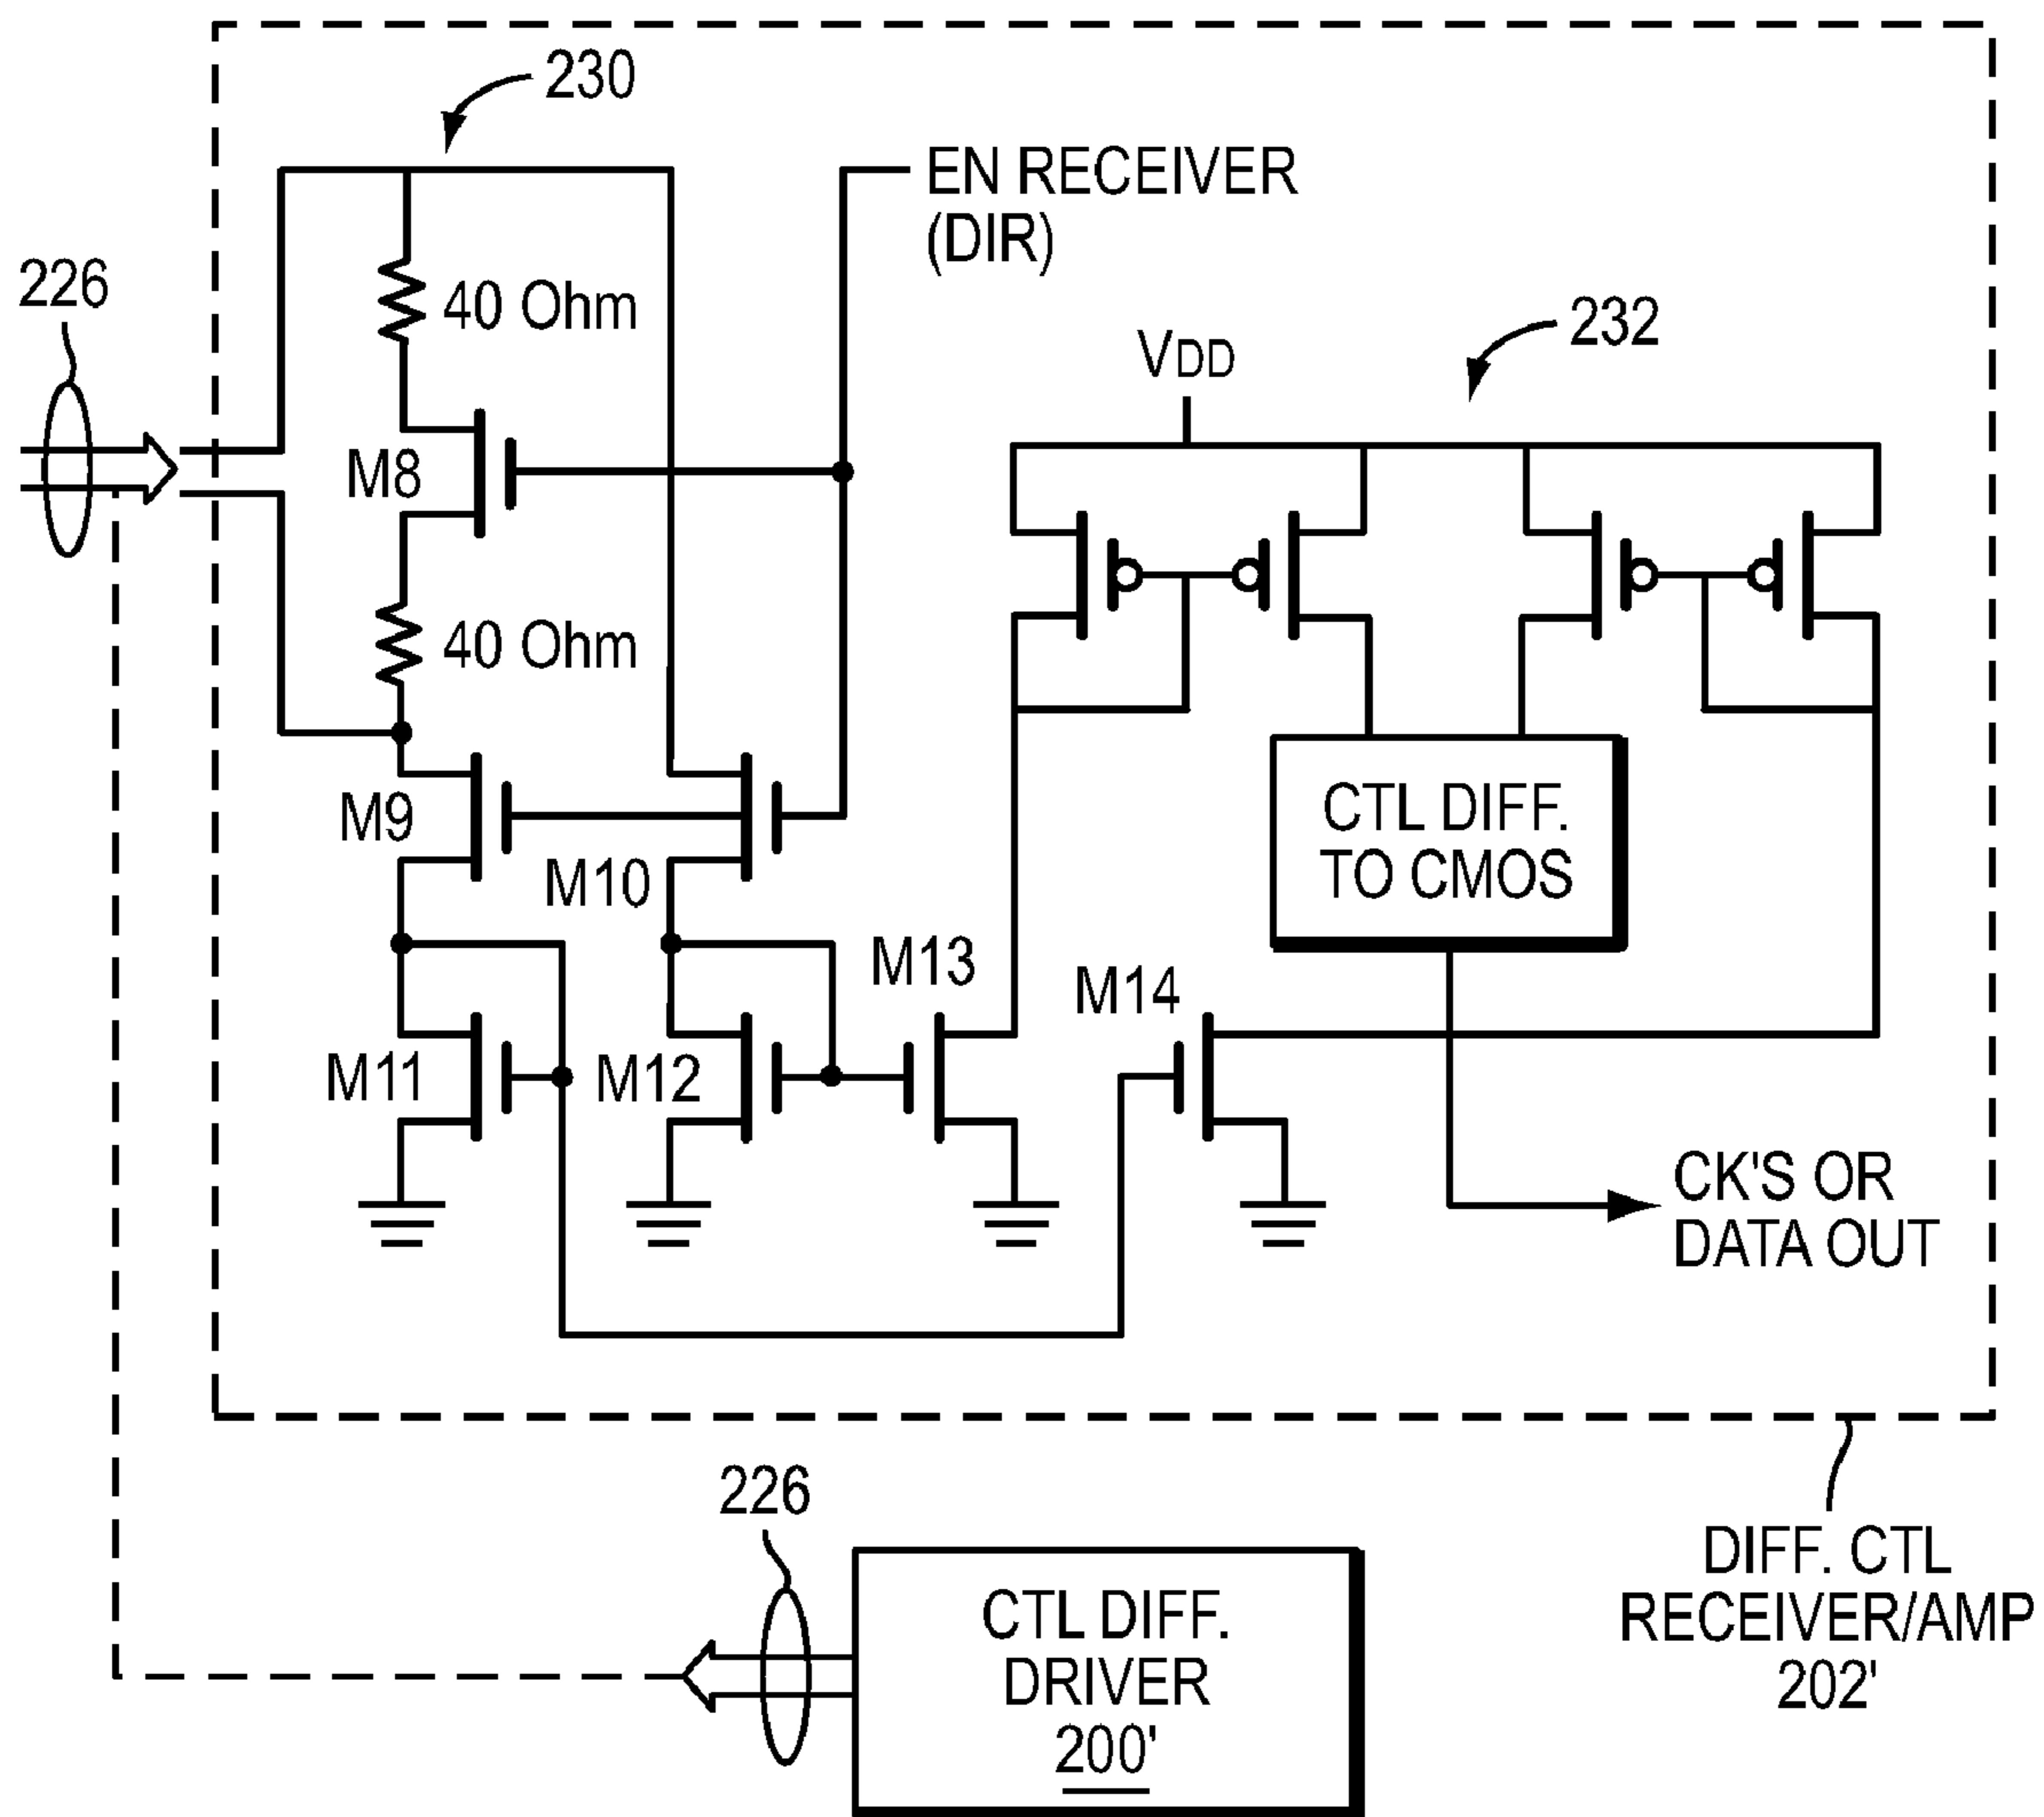 230
EN RECEIVER
(DIR)
226
40 Ohm
232
VDD
M8
40 Ohm
M9
CTL DIFF.
TO CMOS
M10
M13
M14
M11
M12
CK'S OR
DATA OUT
226
DIFF. CTL
RECEIVER/AMP
202'
CTL DIFF.
DRIVER
200'